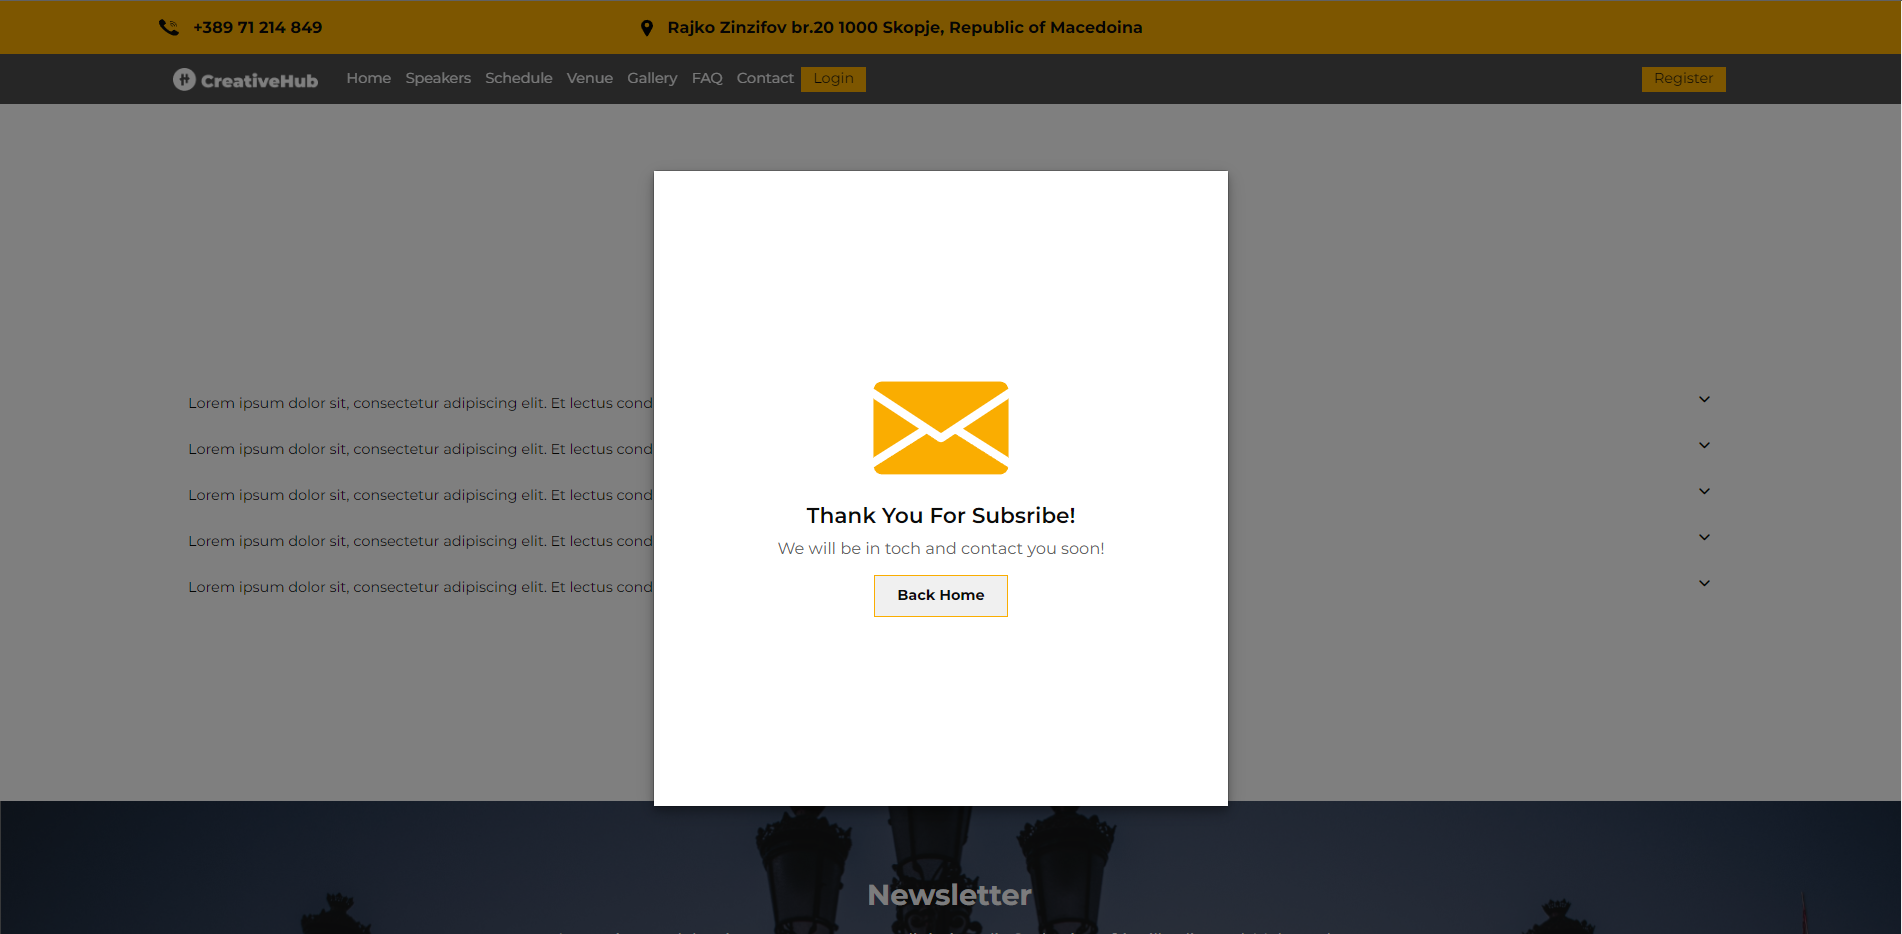 +389 71 214 849
Rajko Zinzifov br.20 1000 Skopje, Republic of Macedoina
CreativeHub Home Speakers Schedule Venue Gallery FAQ Contact Login Register
Lorem ipsum dolor sit, consectetur adipiscing elit. Et lectus cond
Lorem ipsum dolor sit, consectetur adipiscing elit. Et lectus cond
Lorem ipsum dolor sit, consectetur adipiscing elit. Et lectus cond
Lorem ipsum dolor sit, consectetur adipiscing elit. Et lectus cond
Lorem ipsum dolor sit, consectetur adipiscing elit. Et lectus cond
Thank You For Subsribe!
We will be in toch and contact you soon!
Back Home
Newsletter